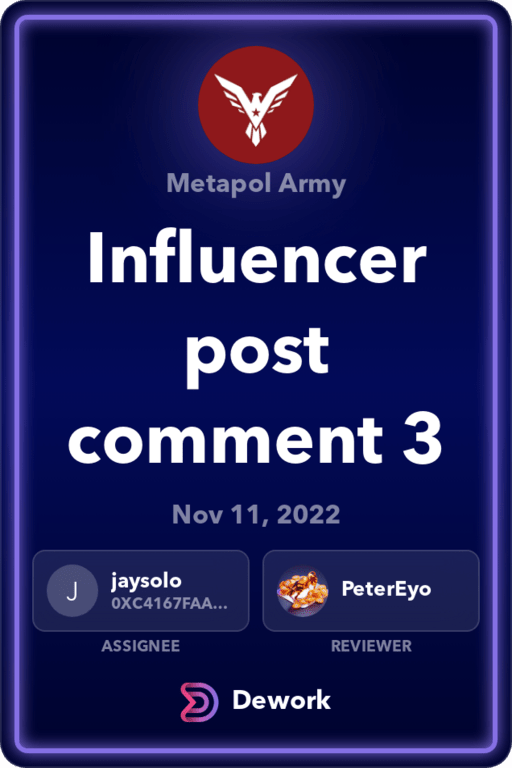 Metapol Army
Influencer
post
comment 3
Nov 11, 2022
J
jaysolo
0XC4167FAA...
PeterEyo
ASSIGNEE
REVIEWER
Dework